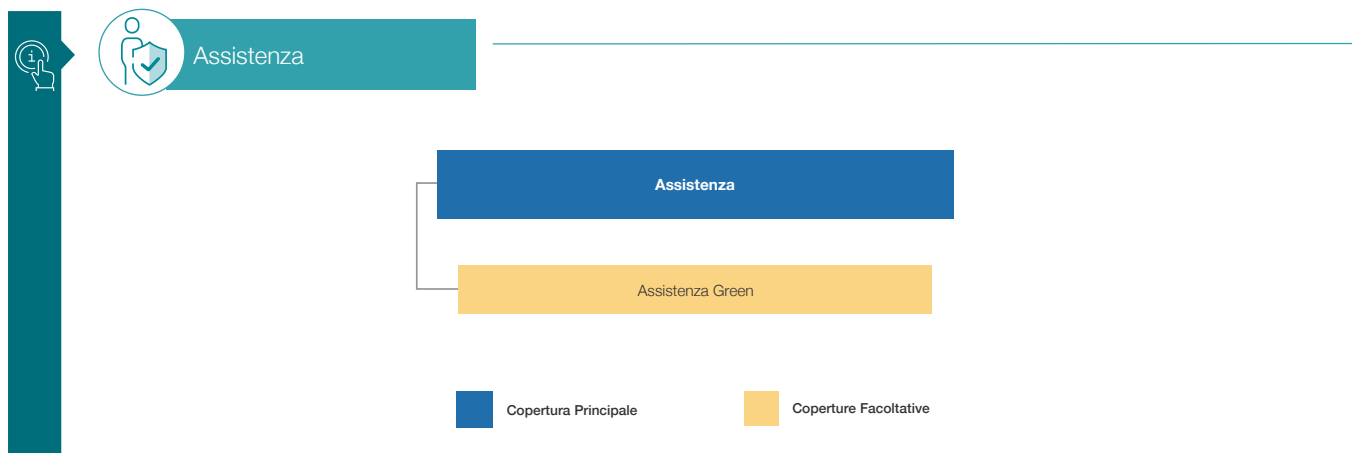 i
Assistenza
Assistenza
Assistenza Green
Copertura Principale
Coperture Facoltative